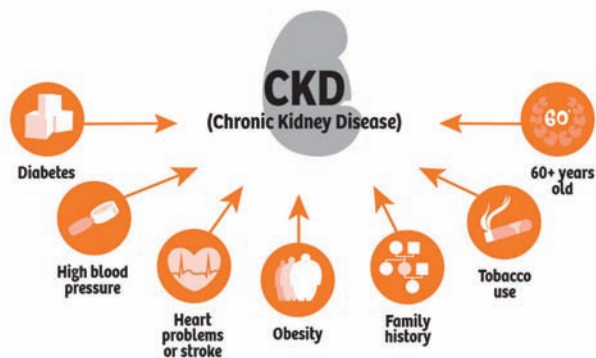 CKD
(Chronic Kidney Disease)
Diabetes
60+
60+ years
old
High blood
pressure
Tobacco
use
Heart
problems
or stroke
Obesity
Family
history